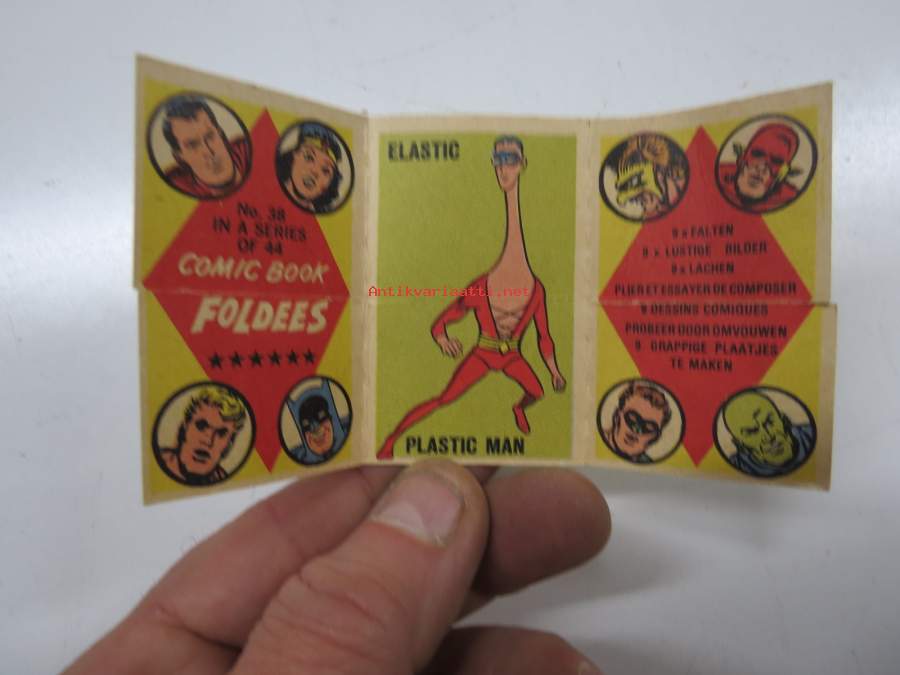 No. 38
IN A SERIES
OF 44
COMIC BOOK
FOLDEES
★★★★★★
ELASTIC
PLASTIC MAN
9 x FALTEN
9 x LUSTIGE BILDER
9 x LACHEN
PLIER ET ESSAYER DE COMPOSER
9 DESSINS COMIQUES
PROBEER DOOR OMVOUWEN
9 GRAPPIGE PLAATJES
TE MAKEN
Antikvariaatti.net